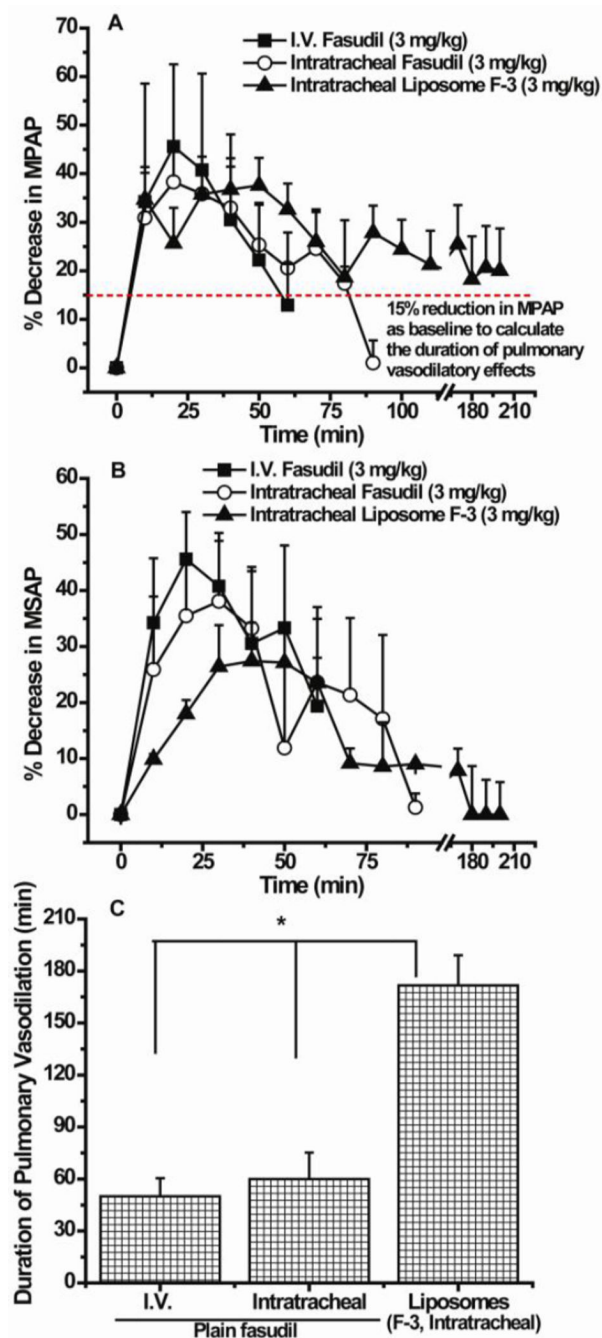 A
I.V. Fasudil (3 mg/kg)
Intratracheal Fasudil (3 mg/kg)
Intratracheal Liposome F-3 (3 mg/kg)
% Decrease in MPAP
70
60
50
40
30
20
10
0
15% reduction in MPAP
as baseline to calculate
the duration of pulmonary
vasodilatory effects
0 25 50 75 100 180 210
Time (min)
B
I.V. Fasudil (3 mg/kg)
Intratracheal Fasudil (3 mg/kg)
Intratracheal Liposome F-3 (3 mg/kg)
% Decrease in MSAP
60
50
40
30
20
10
0
0 25 50 75 180 210
Time (min)
C
*
Duration of Pulmonary Vasodilation (min)
210
180
150
120
90
60
30
0
I.V. Intratracheal Liposomes
Plain fasudil (F-3, Intratracheal)